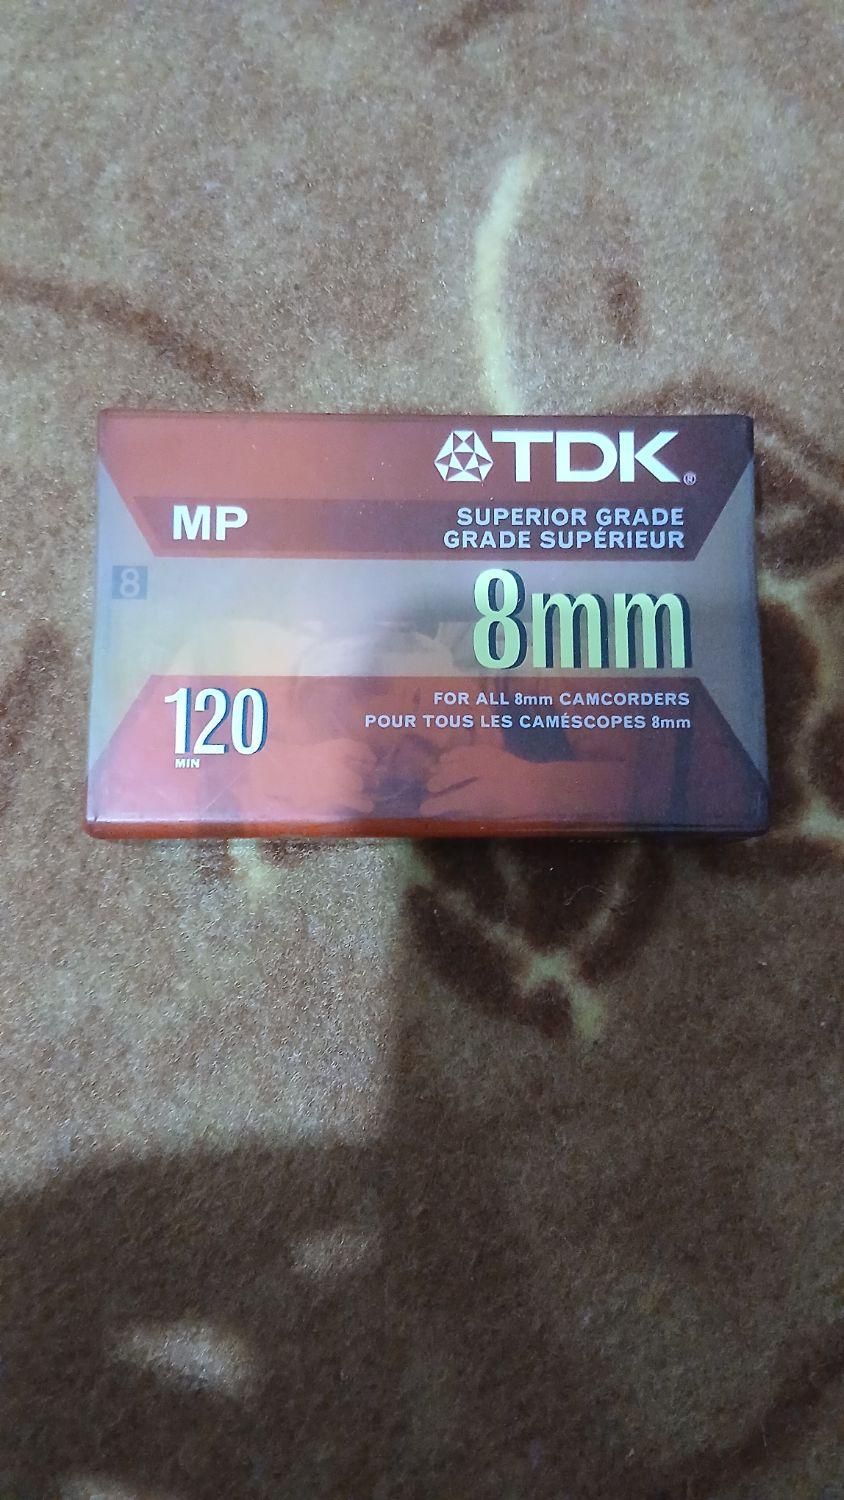 TDK®
MP
SUPERIOR GRADE
GRADE SUPÉRIEUR
8
8mm
120
MIN
FOR ALL 8mm CAMCORDERS
POUR TOUS LES CAMÉSCOPES 8mm